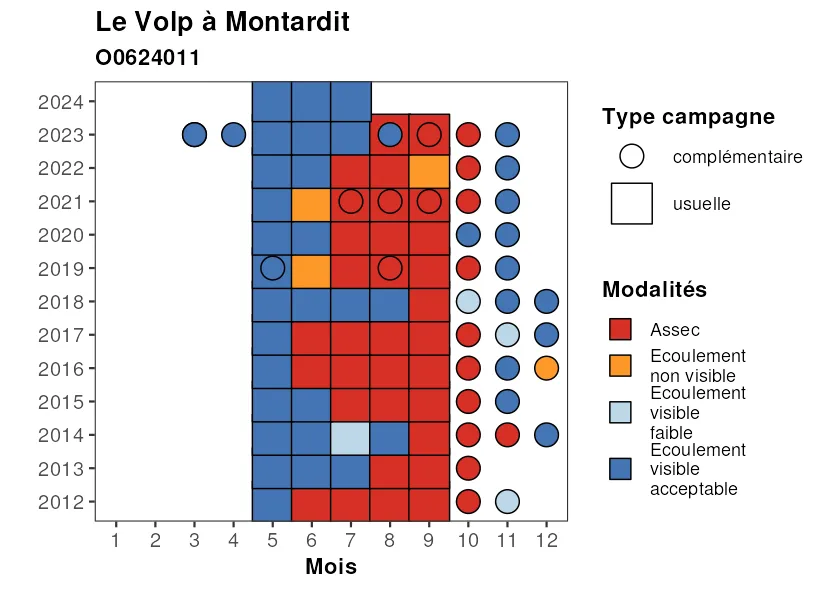 Le Volp à Montardit
O0624011
2024
2023
2022
2021
2020
2019
2018
2017
2016
2015
2014
2013
2012
1 2 3 4 5 6 7 8 9 10 11 12
Mois
Type campagne
complémentaire
usuelle
Modalités
Assec
Ecoulement
non visible
Ecoulement
visible
faible
Ecoulement
visible
acceptable